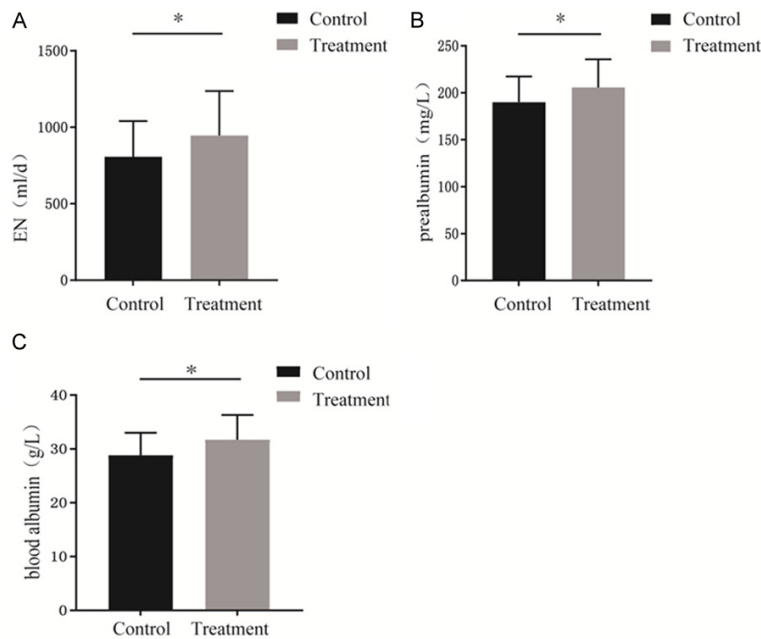 A
*
Control
Treatment
1500
1000
500
0
EN（ml/d）
Control
Treatment
B
*
Control
Treatment
250
200
150
100
50
0
prealbumin（mg/L）
Control
Treatment
C
*
Control
Treatment
40
30
20
10
0
blood albumin（g/L）
Control
Treatment